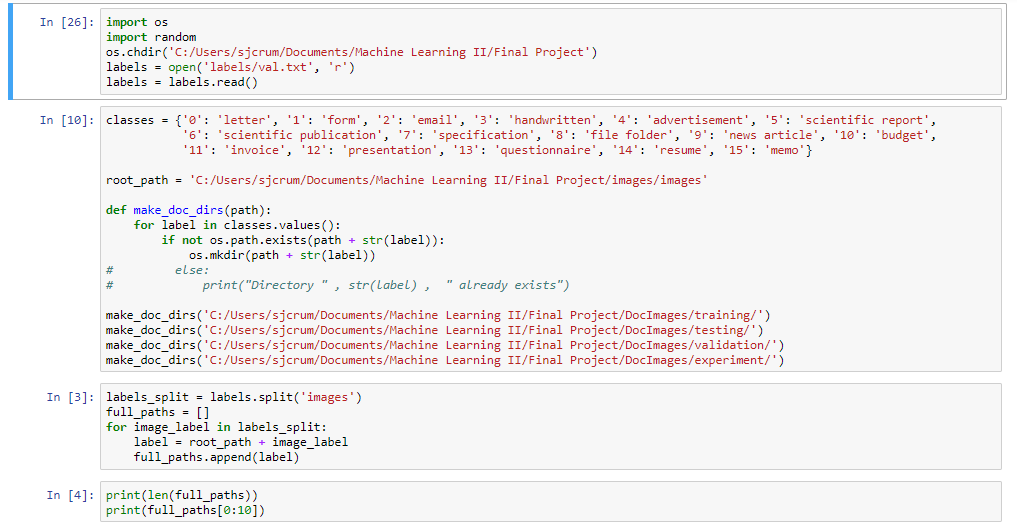 In [26]: import os
import random
os.chdir('C:/Users/sjcrum/Documents/Machine Learning II/Final Project')
labels = open('labels/val.txt', 'r')
labels = labels.read()
In [10]: classes = {'0': 'letter', '1': 'form', '2': 'email', '3': 'handwritten', '4': 'advertisement', '5': 'scientific report',
'6': 'scientific publication', '7': 'specification', '8': 'file folder', '9': 'news article', '10': 'budget',
'11': 'invoice', '12': 'presentation', '13': 'questionnaire', '14': 'resume', '15': 'memo'}
root_path = 'C:/Users/sjcrum/Documents/Machine Learning II/Final Project/images/images'
def make_doc_dirs(path):
    for label in classes.values():
        if not os.path.exists(path + str(label)):
            os.mkdir(path + str(label))
#         else:
#             print("Directory " , str(label) ,  " already exists")
make_doc_dirs('C:/Users/sjcrum/Documents/Machine Learning II/Final Project/DocImages/training/')
make_doc_dirs('C:/Users/sjcrum/Documents/Machine Learning II/Final Project/DocImages/testing/')
make_doc_dirs('C:/Users/sjcrum/Documents/Machine Learning II/Final Project/DocImages/validation/')
make_doc_dirs('C:/Users/sjcrum/Documents/Machine Learning II/Final Project/DocImages/experiment/')
In [3]: labels_split = labels.split('images')
full_paths = []
for image_label in labels_split:
    label = root_path + image_label
    full_paths.append(label)
In [4]: print(len(full_paths))
print(full_paths[0:10])